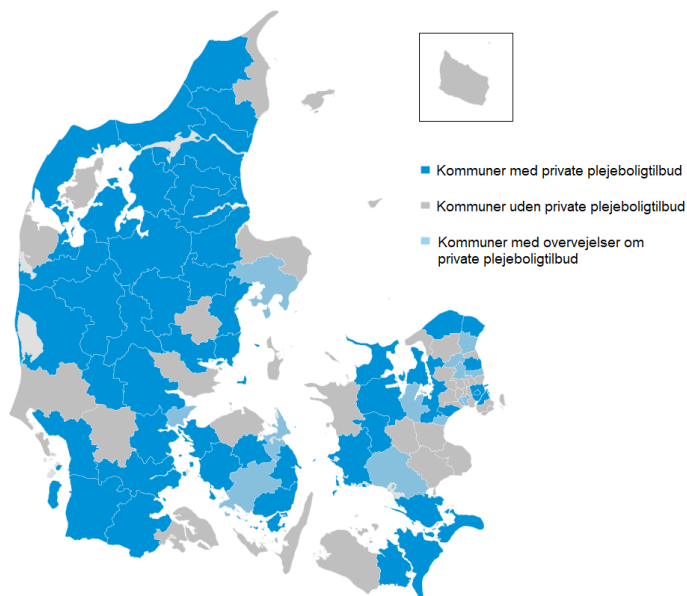 Kommuner med private plejeboligtilbud
Kommuner uden private plejeboligtilbud
Kommuner med overvejelser om
private plejeboligtilbud